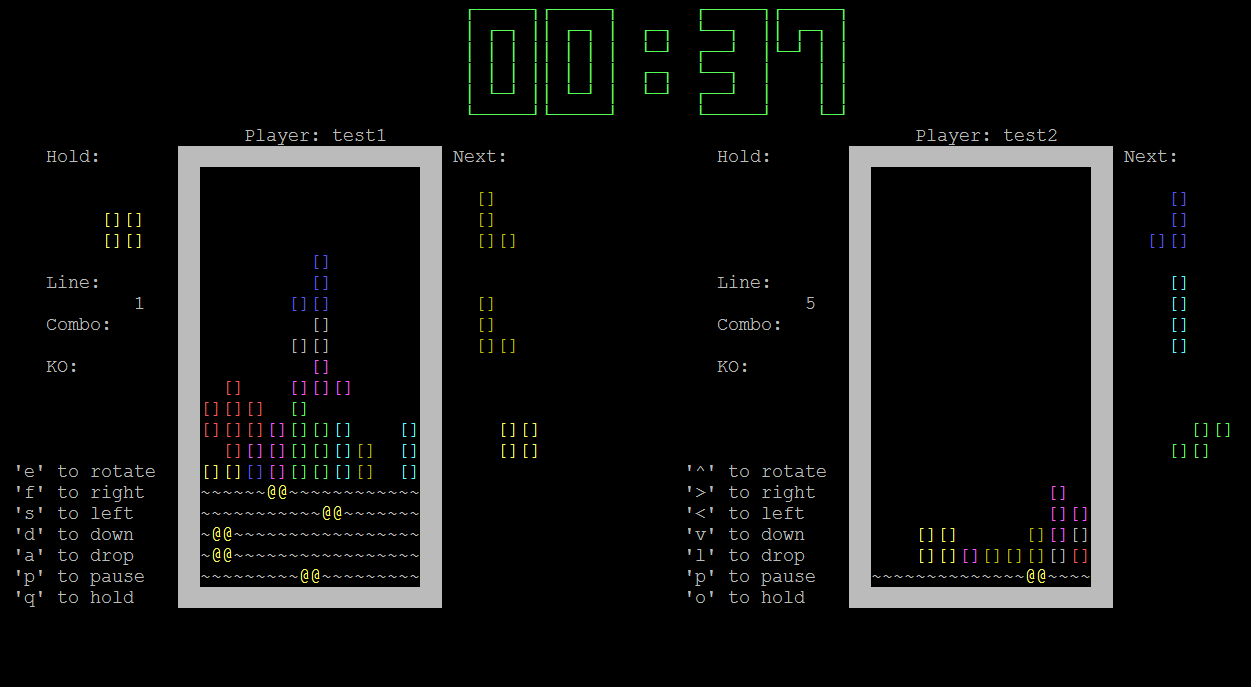 00:37
Player: test1 Player: test2
Hold: Next: Hold: Next:
Line: Line:
1 5
Combo: Combo:
KO: KO:
'e' to rotate '^' to rotate
'f' to right '>' to right
's' to left '<' to left
'd' to down 'v' to down
'a' to drop 'l' to drop
'p' to pause 'p' to pause
'q' to hold 'o' to hold